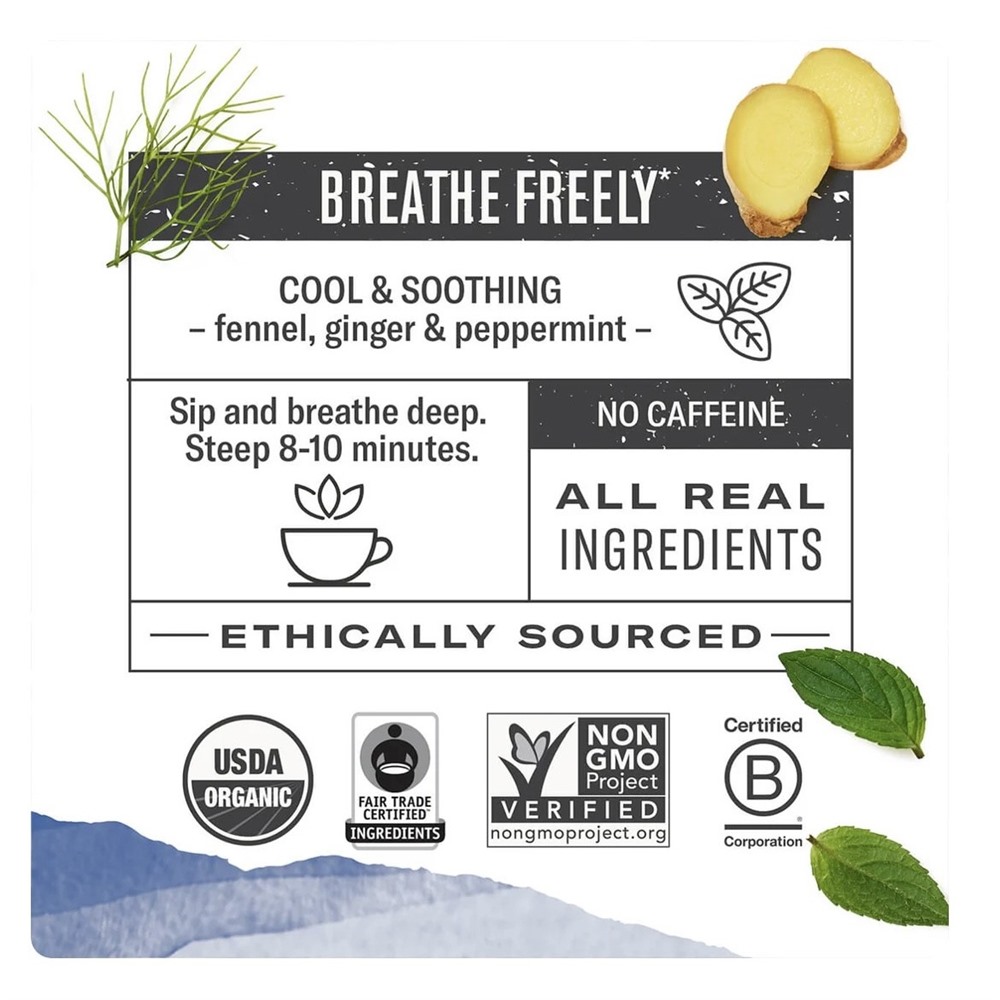 BREATHE FREELY*
COOL & SOOTHING
– fennel, ginger & peppermint –
Sip and breathe deep.
Steep 8-10 minutes.
NO CAFFEINE
ALL REAL
INGREDIENTS
ETHICALLY SOURCED
USDA
ORGANIC
FAIR TRADE
CERTIFIED™
INGREDIENTS
NON
GMO
Project
VERIFIED
nongmoproject.org
Certified
B
®
Corporation